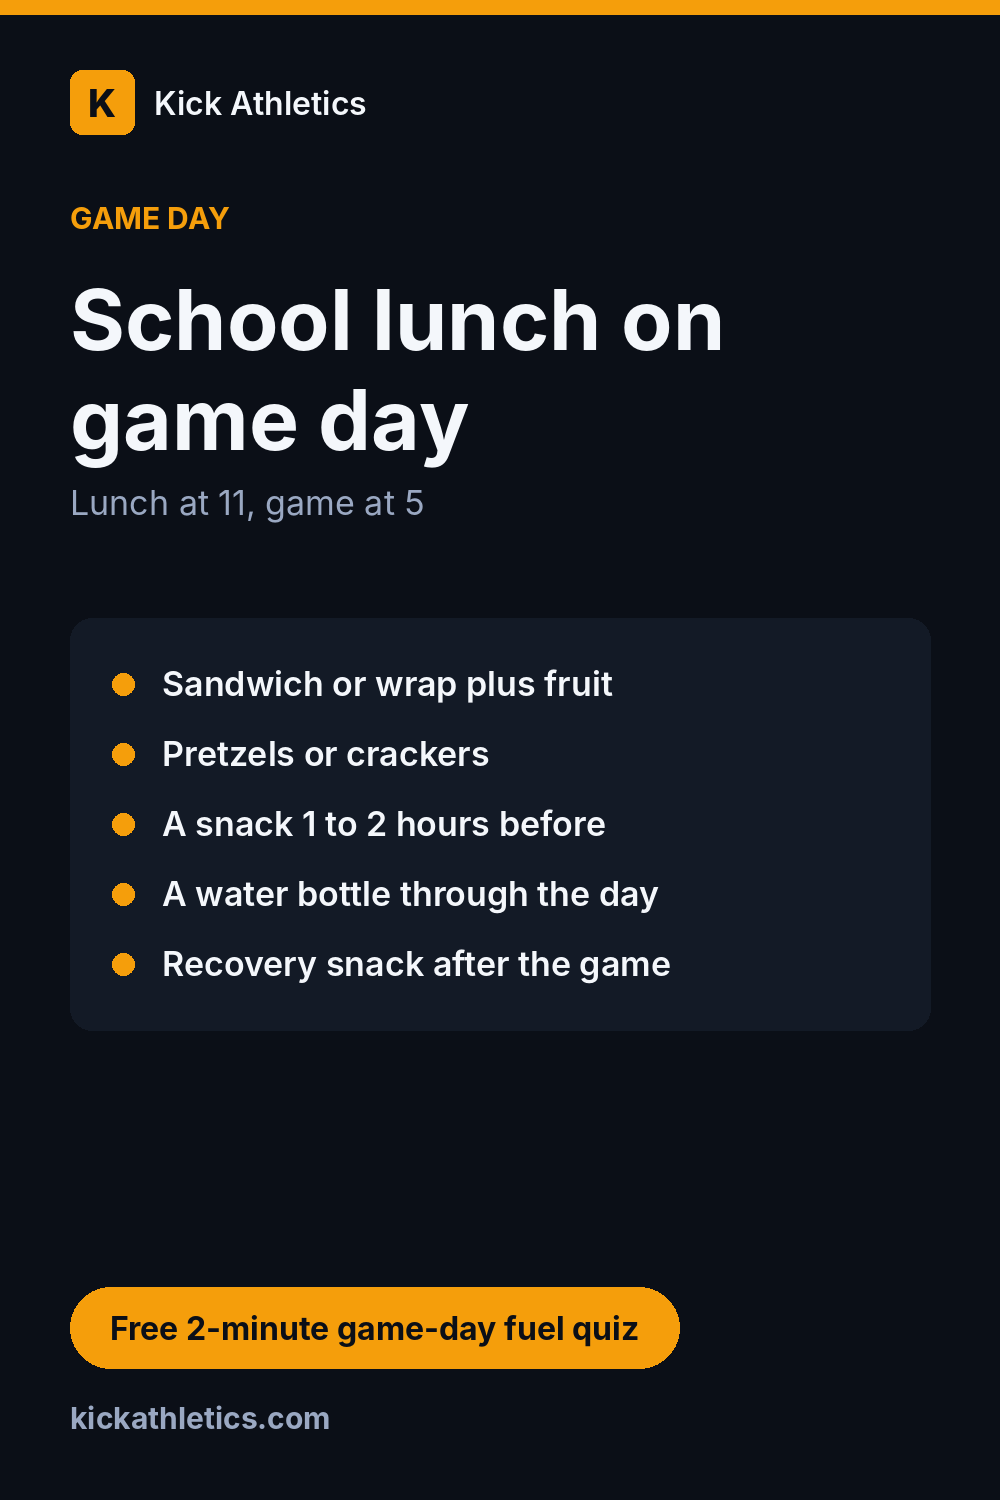 K
Kick Athletics
GAME DAY
School lunch on
game day
Lunch at 11, game at 5
Sandwich or wrap plus fruit
Pretzels or crackers
A snack 1 to 2 hours before
A water bottle through the day
Recovery snack after the game
Free 2-minute game-day fuel quiz
kickathletics.com